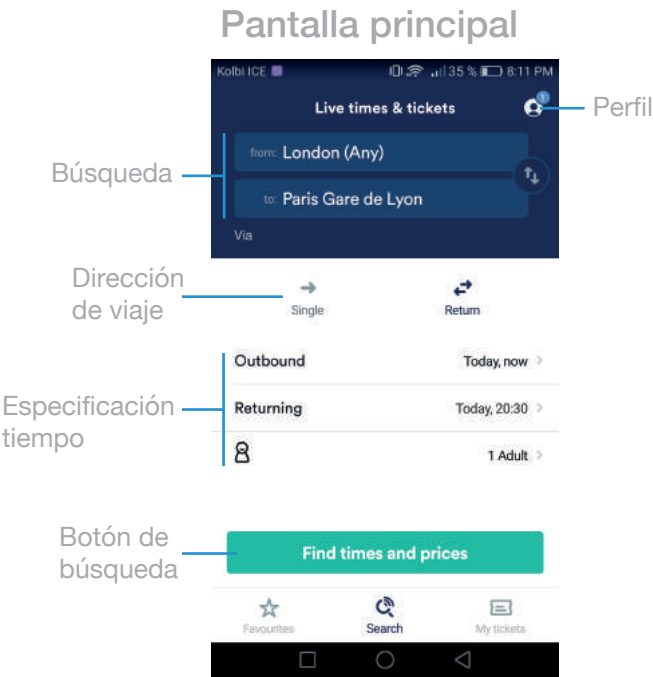 Pantalla principal
Kolbi ICE 35 % 8:11 PM
Live times & tickets
1
Perfil
Búsqueda
from: London (Any)
to: Paris Gare de Lyon
Via
Dirección
de viaje
Single
Return
Especificación
tiempo
Outbound Today, now
Returning Today, 20:30
1 Adult
Botón de
búsqueda
Find times and prices
Favourites
Search
My tickets